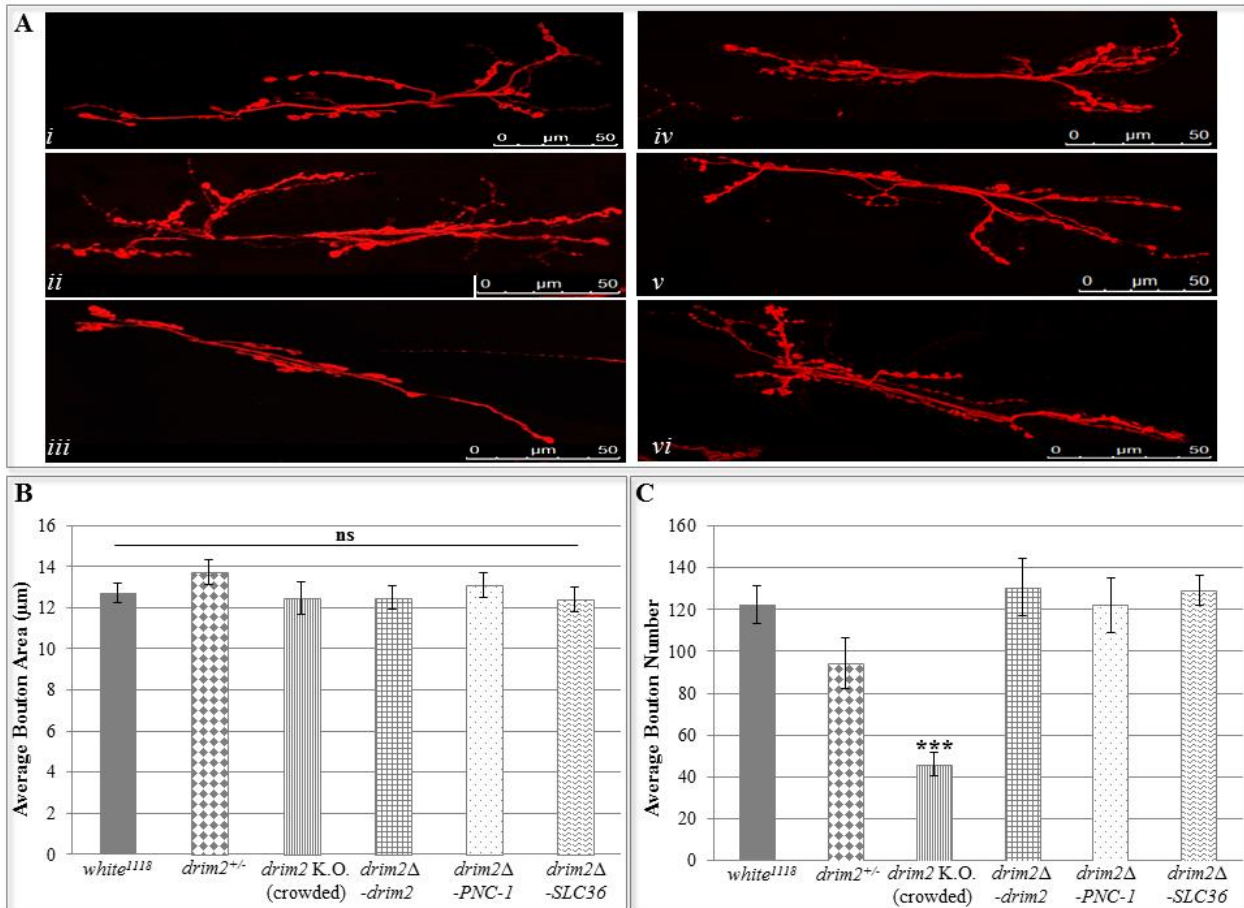 A
i
0 µm 50
ii
0 µm 50
iii
0 µm 50
iv
0 µm 50
v
0 µm 50
vi
0 µm 50
B
Average Bouton Area (µm)
16
14
12
10
8
6
4
2
0
ns
white1118
drim2+/-
drim2 K.O.
(crowded)
drim2Δ
-drim2
drim2Δ
-PNC-1
drim2Δ
-SLC36
C
Average Bouton Number
160
140
120
100
80
60
40
20
0
***
white1118
drim2+/-
drim2 K.O.
(crowded)
drim2Δ
-drim2
drim2Δ
-PNC-1
drim2Δ
-SLC36